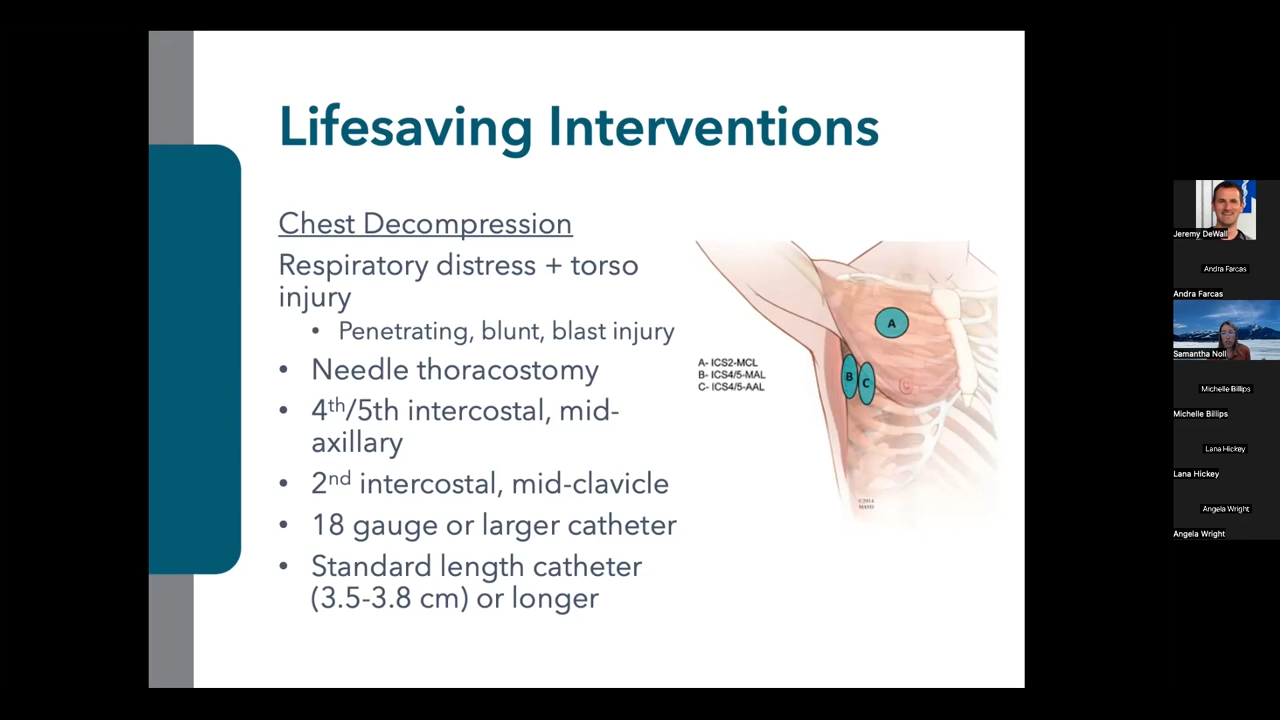 Lifesaving Interventions
Chest Decompression
Respiratory distress + torso
injury
• Penetrating, blunt, blast injury
• Needle thoracostomy
• 4th/5th intercostal, mid-
axillary
• 2nd intercostal, mid-clavicle
• 18 gauge or larger catheter
• Standard length catheter
(3.5-3.8 cm) or longer
A- ICS2-MCL
B- ICS4/5-MAL
C- ICS4/5-AAL
A
B
C
©2014
MAYO
Jeremy DeWall
Andra Farcas
Andra Farcas
Samantha Noll
Michelle Billips
Michelle Billips
Lana Hickey
Lana Hickey
Angela Wright
Angela Wright